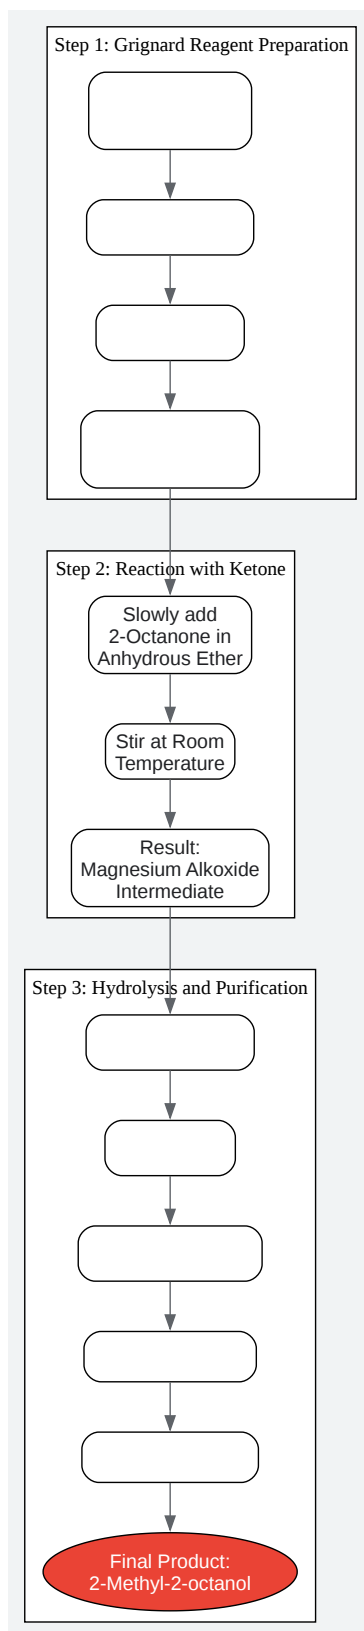 Step 1: Grignard Reagent Preparation
Step 2: Reaction with Ketone
Slowly add
2-Octanone in
Anhydrous Ether
Stir at Room
Temperature
Result:
Magnesium Alkoxide
Intermediate
Step 3: Hydrolysis and Purification
Final Product:
2-Methyl-2-octanol